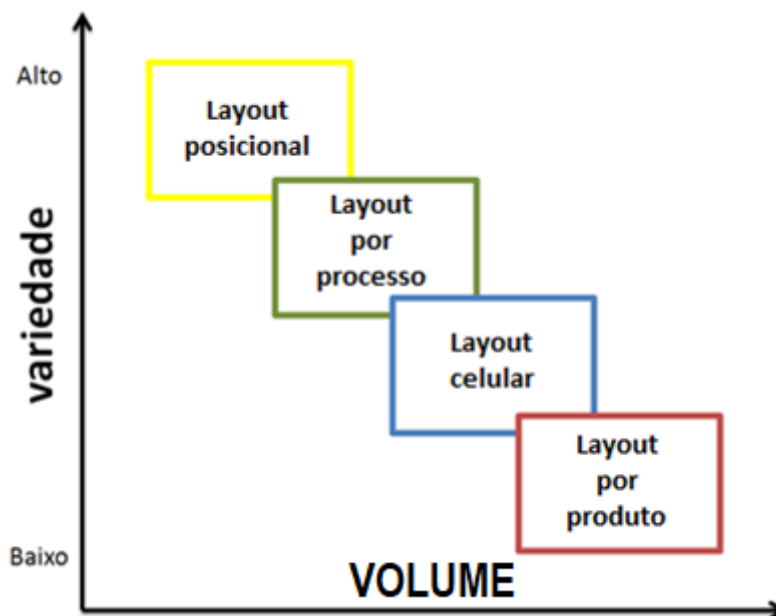 Alto
Layout
posicional
Layout
por
processo
variedade
Layout
celular
Layout
por
produto
Baixo
VOLUME